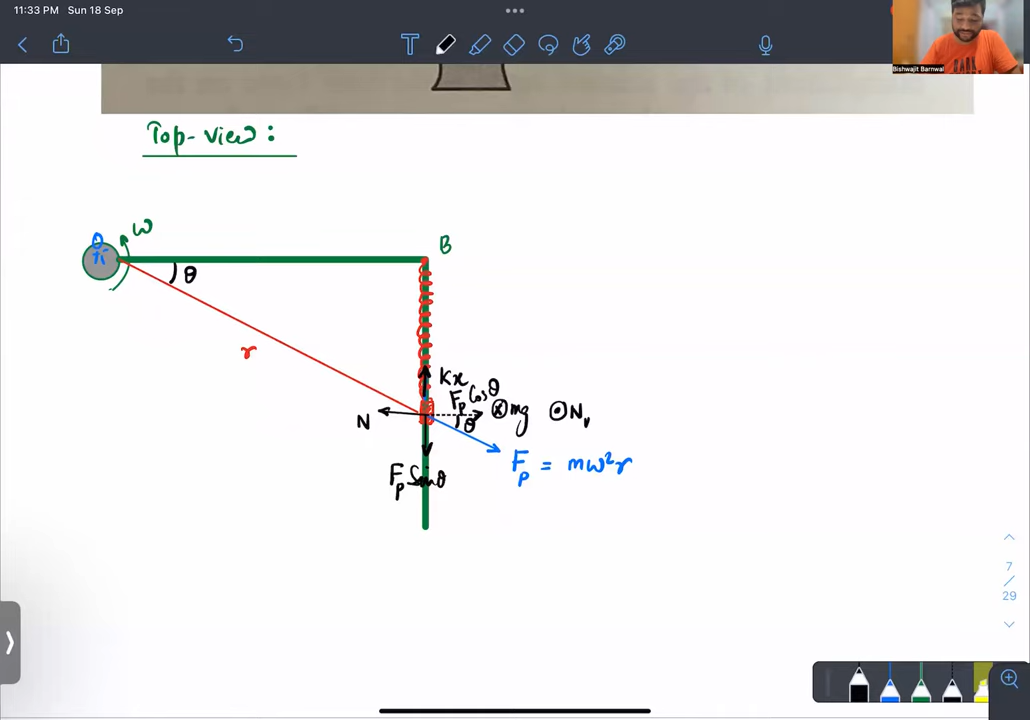 11:33 PM Sun 18 Sep
Bishwajit Barnwal
Top-view:
ω
B
θ
r
Kx
F_p Cosθ
N
θ
mg
N_v
F_p Sinθ
F_p = mω²r
7
/
29